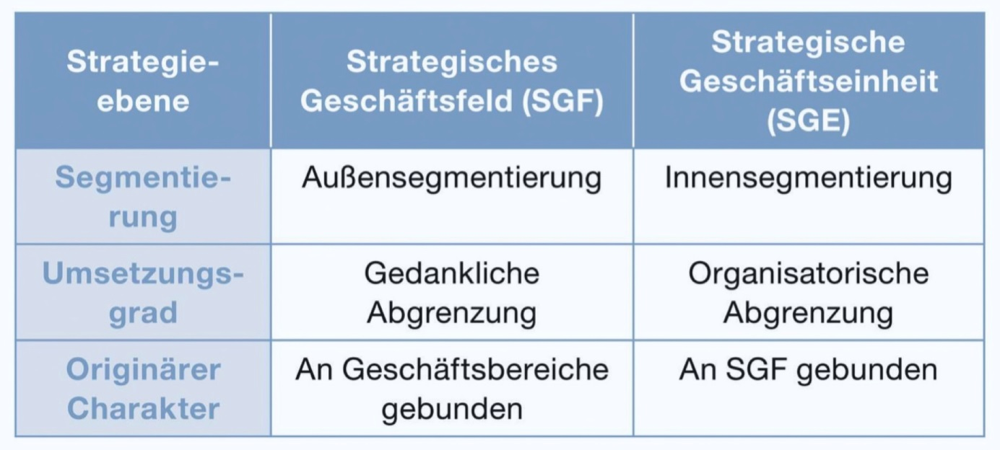 Strategie-
ebene
Strategisches
Geschäftsfeld (SGF)
Strategische
Geschäftseinheit
(SGE)
Segmentie-
rung
Außensegmentierung
Innensegmentierung
Umsetzungs-
grad
Gedankliche
Abgrenzung
Organisatorische
Abgrenzung
Originärer
Charakter
An Geschäftsbereiche
gebunden
An SGF gebunden